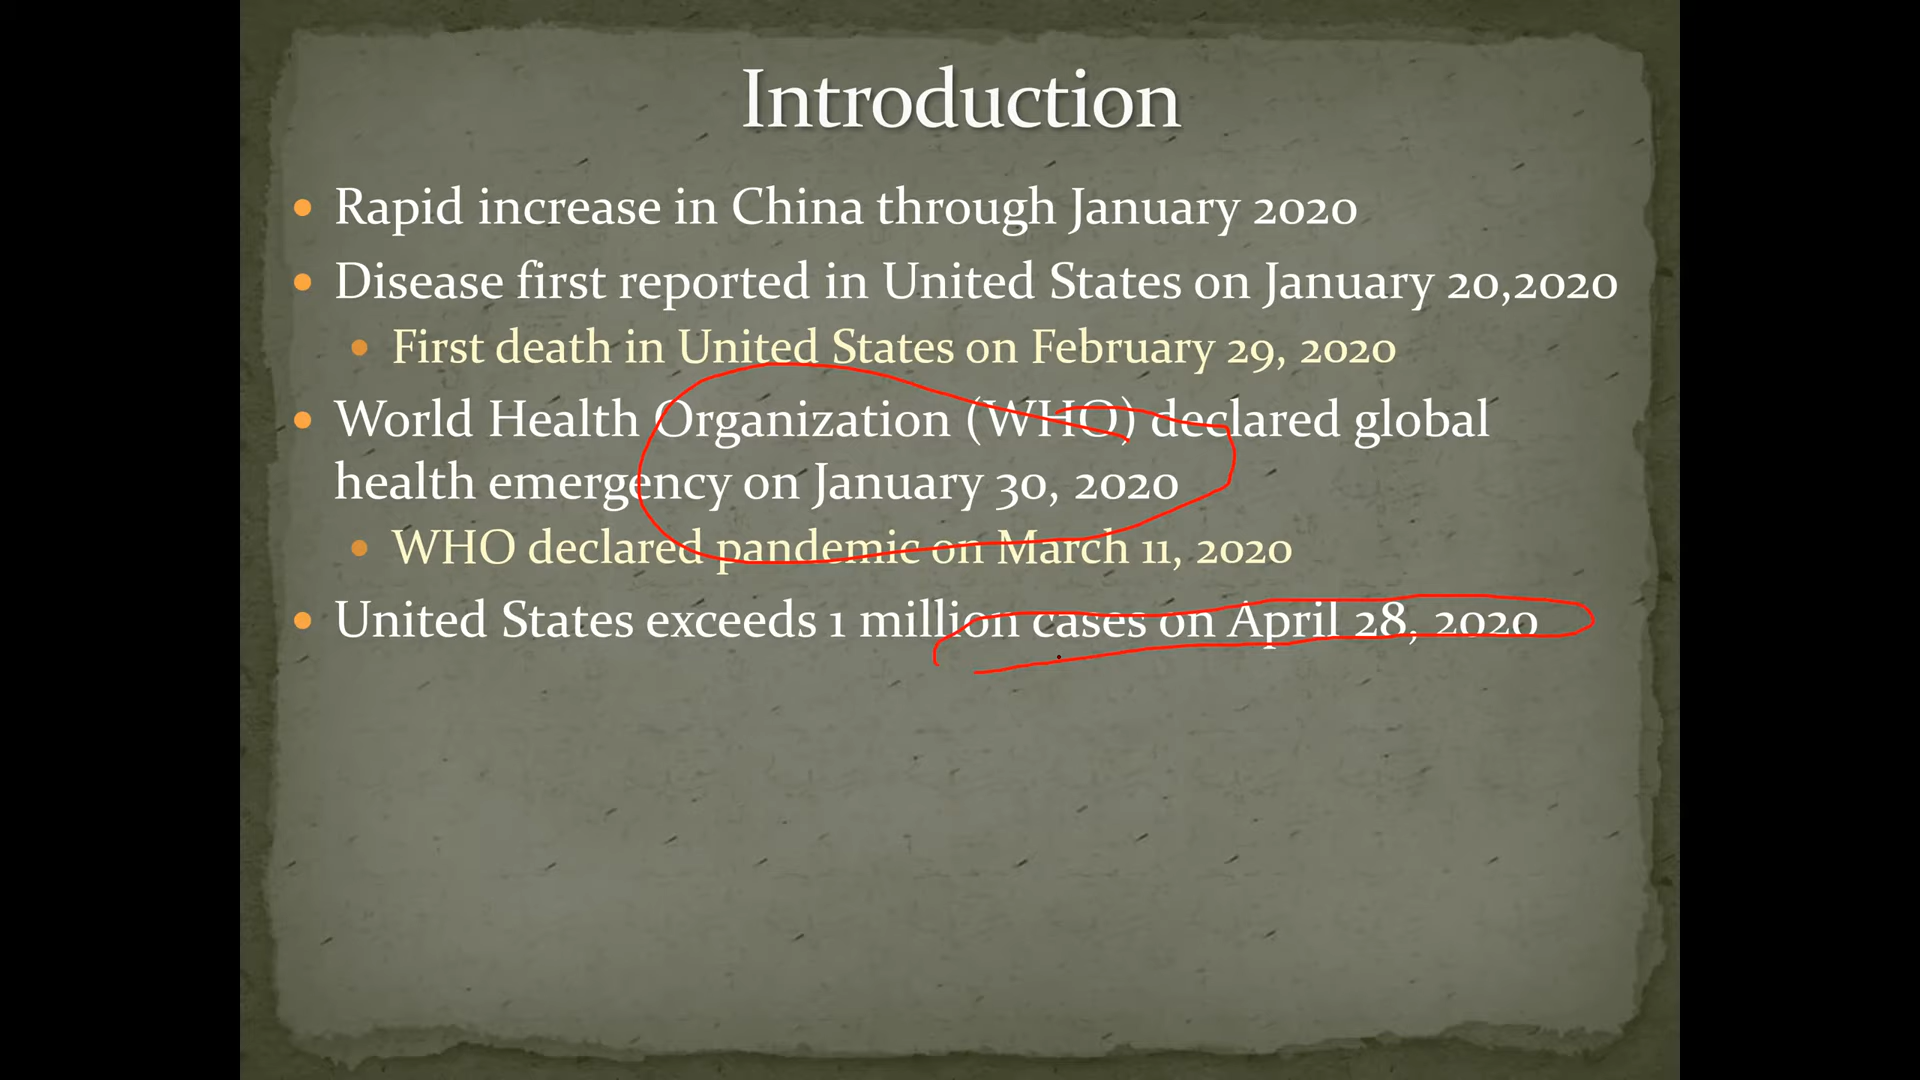 Introduction
• Rapid increase in China through January 2020
• Disease first reported in United States on January 20,2020
• First death in United States on February 29, 2020
• World Health Organization (WHO) declared global
health emergency on January 30, 2020
• WHO declared pandemic on March 11, 2020
• United States exceeds 1 million cases on April 28, 2020